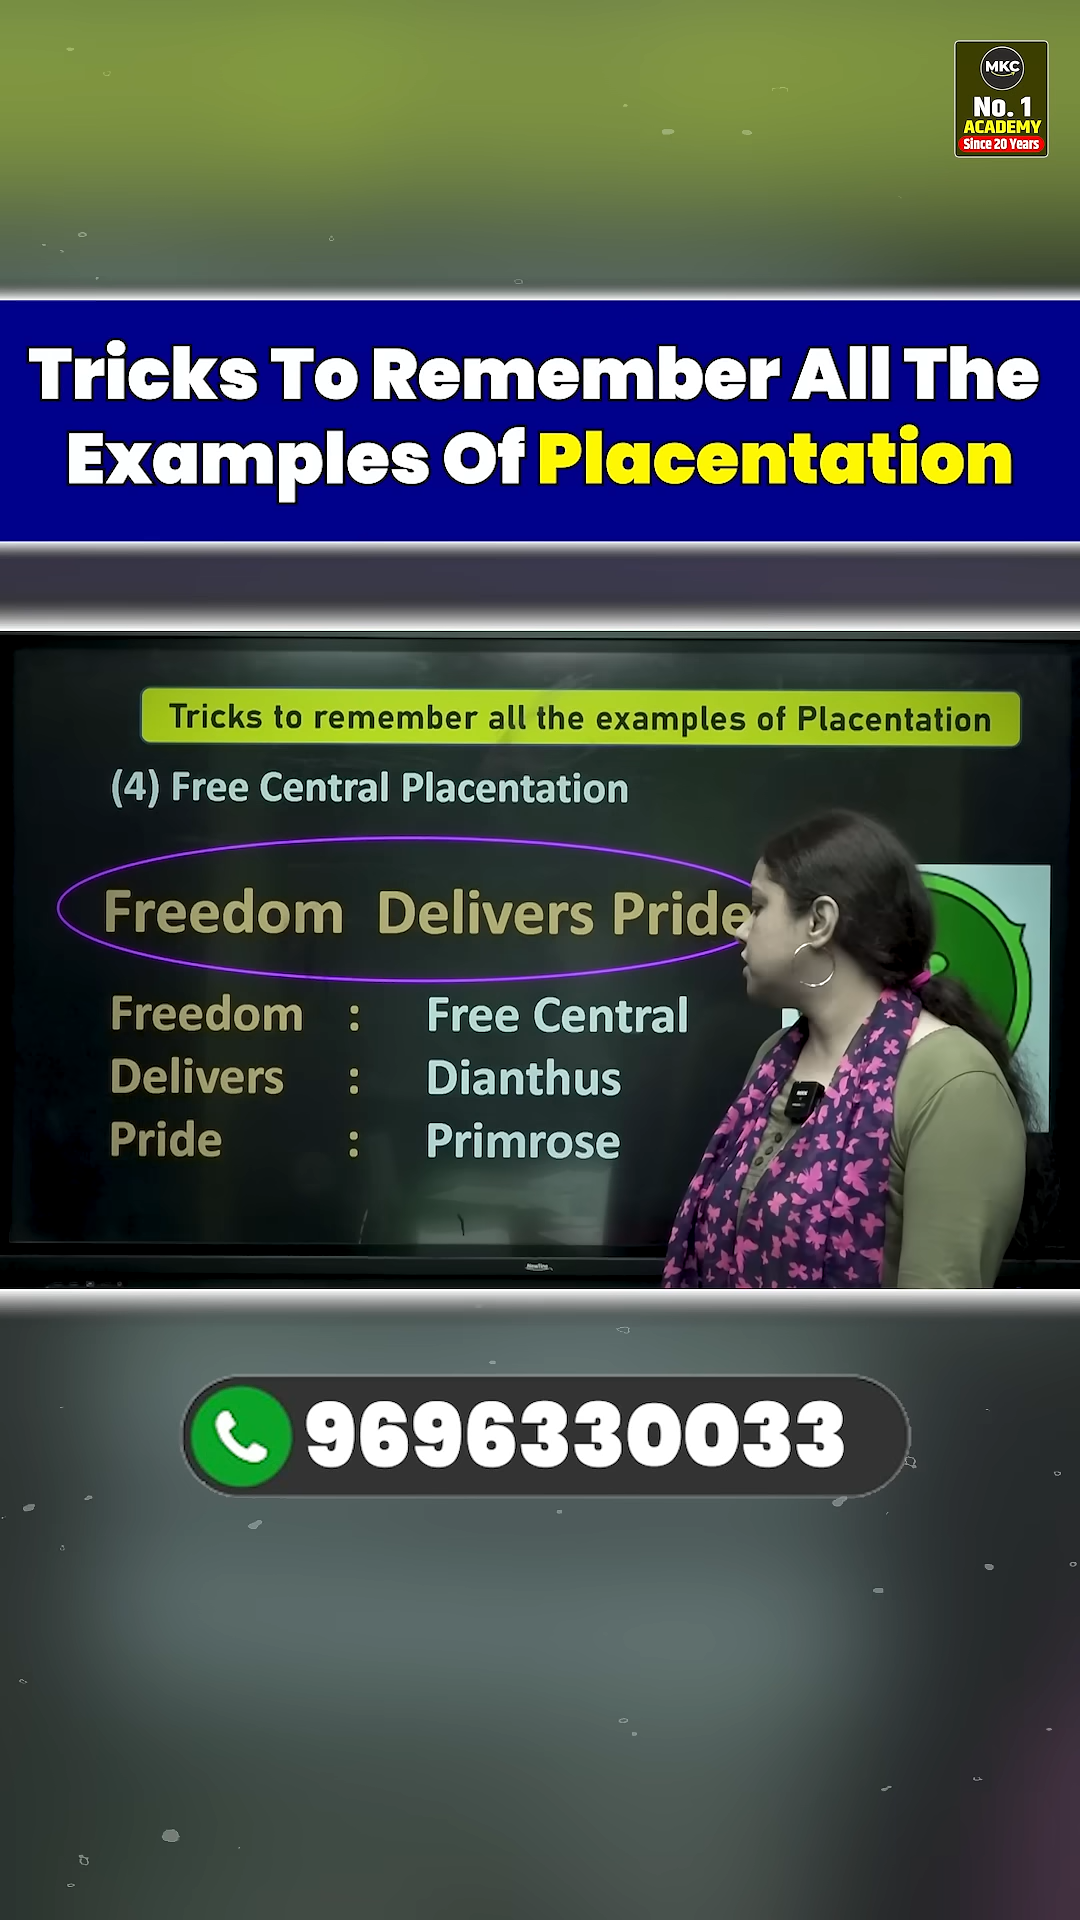 MKC
No. 1
ACADEMY
Since 20 Years
Tricks To Remember All The
Examples Of Placentation
Tricks to remember all the examples of Placentation
(4) Free Central Placentation
Freedom Delivers Pride
Freedom : Free Central
Delivers : Dianthus
Pride : Primrose
9696330033